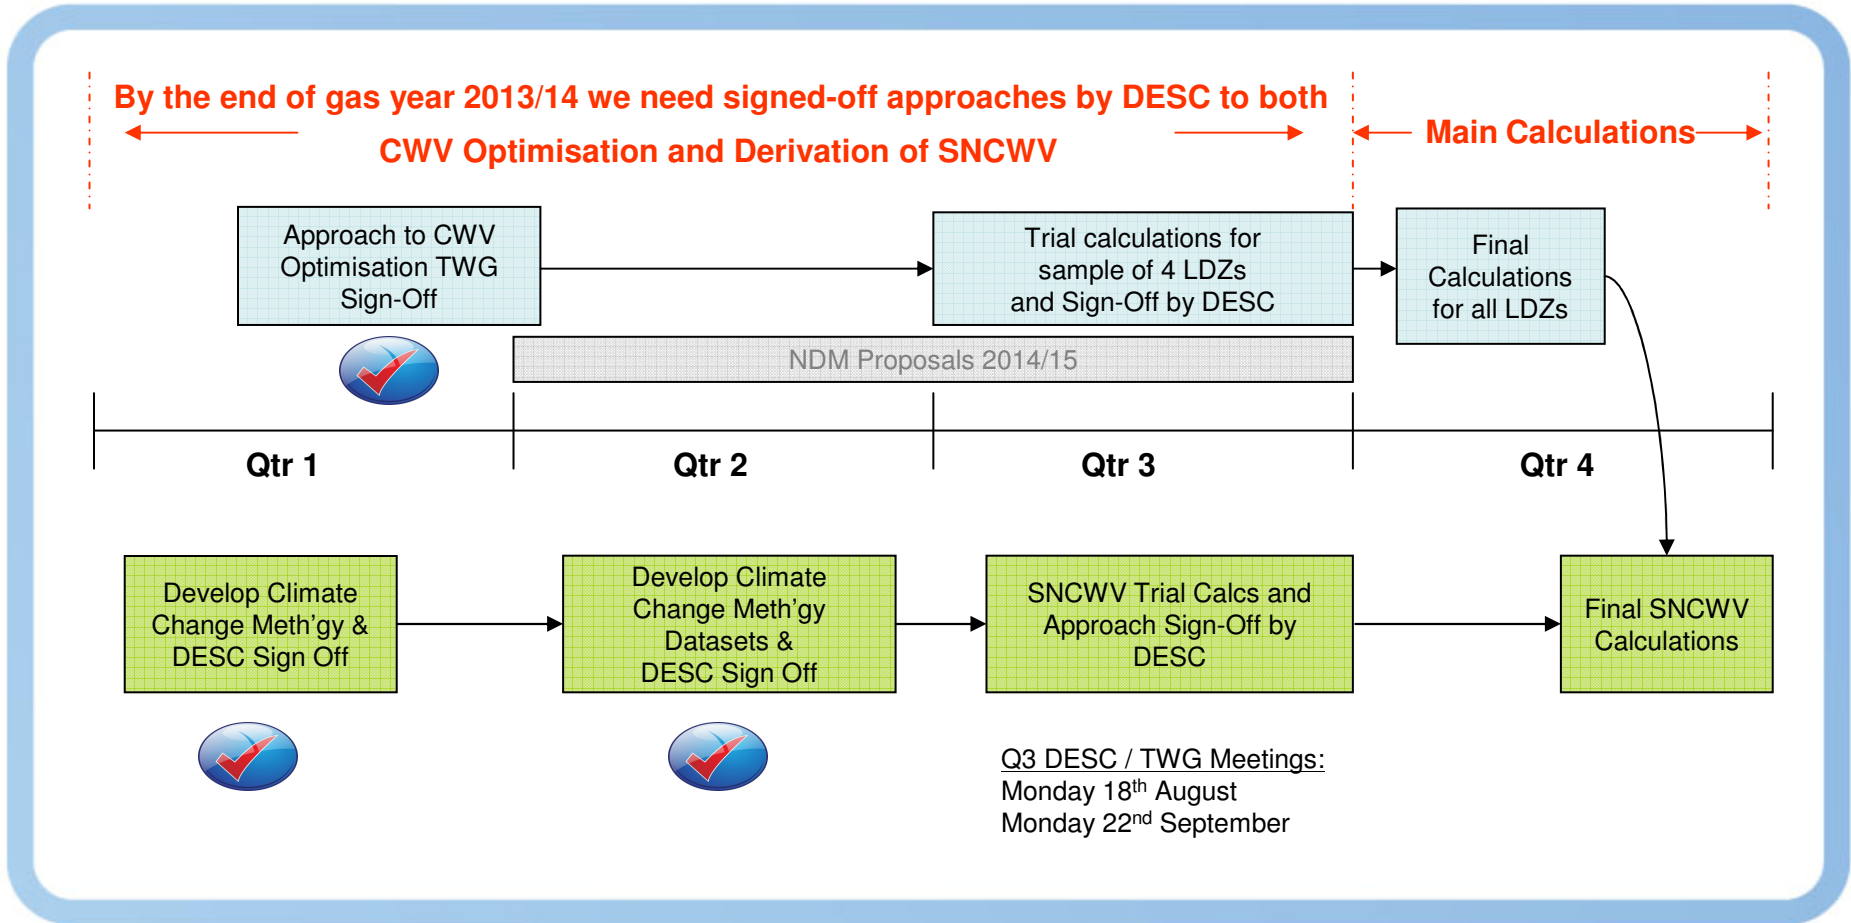 By the end of gas year 2013/14 we need signed-off approaches by DESC to both
CWV Optimisation and Derivation of SNCWV
Main Calculations
Approach to CWV
Optimisation TWG
Sign-Off
Trial calculations for
sample of 4 LDZs
and Sign-Off by DESC
Final
Calculations
for all LDZs
NDM Proposals 2014/15
Qtr 1
Qtr 2
Qtr 3
Qtr 4
Develop Climate
Change Meth'gy &
DESC Sign Off
Develop Climate
Change Meth'gy
Datasets &
DESC Sign Off
SNCWV Trial Calcs and
Approach Sign-Off by
DESC
Final SNCWV
Calculations
Q3 DESC / TWG Meetings:
Monday 18th August
Monday 22nd September